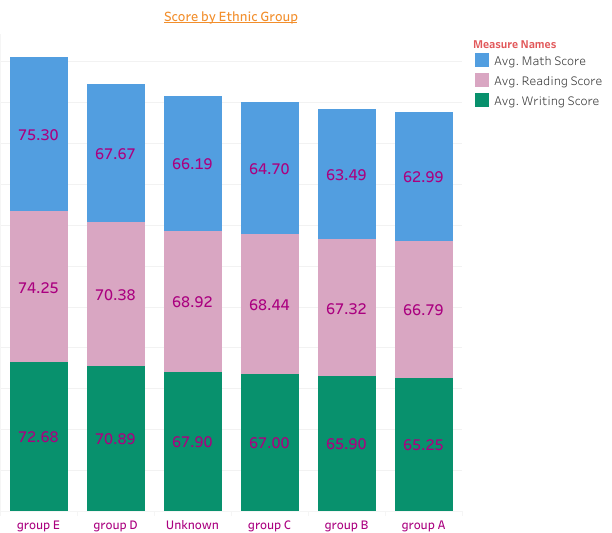 Score by Ethnic Group
Measure Names
Avg. Math Score
Avg. Reading Score
Avg. Writing Score
75.30 67.67 66.19 64.70 63.49 62.99
74.25 70.38 68.92 68.44 67.32 66.79
72.68 70.89 67.90 67.00 65.90 65.25
group E group D Unknown group C group B group A